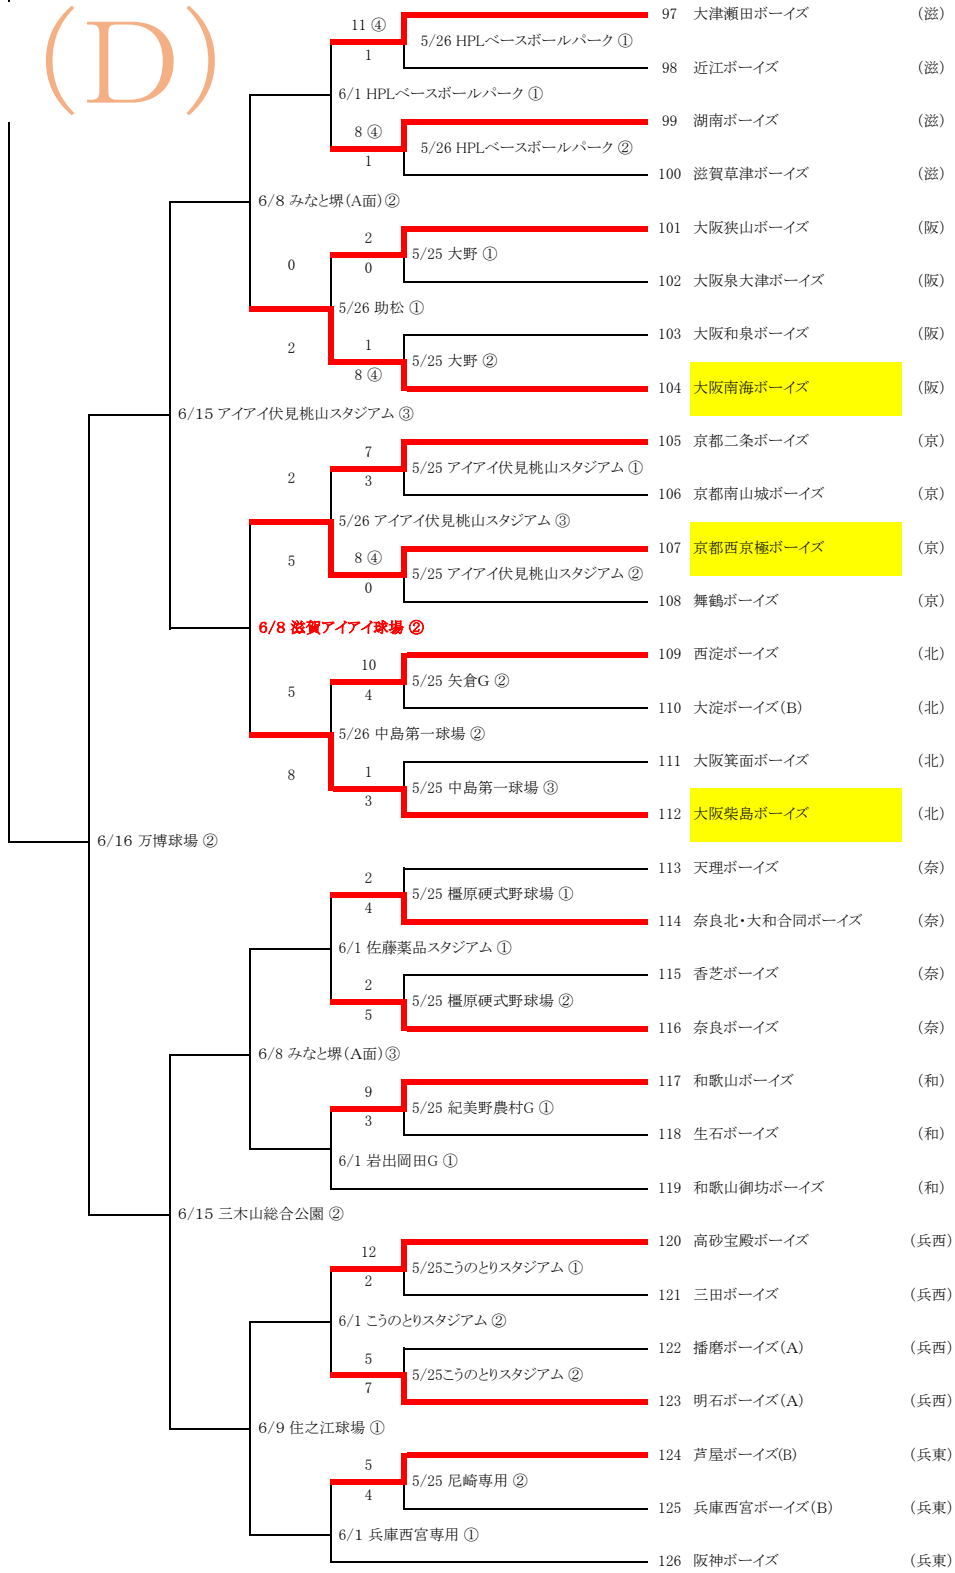 (D)
11 ④
5/26 HPLベースボールパーク ①
1
97 大津瀬田ボーイズ (滋)
98 近江ボーイズ (滋)
6/1 HPLベースボールパーク ①
8 ④
5/26 HPLベースボールパーク ②
1
99 湖南ボーイズ (滋)
100 滋賀草津ボーイズ (滋)
6/8 みなと堺(A面)②
2
5/25 大野 ①
0
101 大阪狭山ボーイズ (阪)
102 大阪泉大津ボーイズ (阪)
0
5/26 助松 ①
2
1
5/25 大野 ②
8 ④
103 大阪和泉ボーイズ (阪)
104 大阪南海ボーイズ (阪)
6/15 アイアイ伏見桃山スタジアム ③
7
5/25 アイアイ伏見桃山スタジアム ①
3
105 京都二条ボーイズ (京)
106 京都南山城ボーイズ (京)
2
5/26 アイアイ伏見桃山スタジアム ③
5
8 ④
5/25 アイアイ伏見桃山スタジアム ②
0
107 京都西京極ボーイズ (京)
108 舞鶴ボーイズ (京)
6/8 滋賀アイアイ球場 ②
10
5/25 矢倉G ②
4
109 西淀ボーイズ (北)
110 大淀ボーイズ(B) (北)
5
5/26 中島第一球場 ②
8
1
5/25 中島第一球場 ③
3
111 大阪箕面ボーイズ (北)
112 大阪柴島ボーイズ (北)
6/16 万博球場 ②
2
5/25 橿原硬式野球場 ①
4
113 天理ボーイズ (奈)
114 奈良北・大和合同ボーイズ (奈)
6/1 佐藤薬品スタジアム ①
2
5/25 橿原硬式野球場 ②
5
115 香芝ボーイズ (奈)
116 奈良ボーイズ (奈)
6/8 みなと堺(A面)③
9
5/25 紀美野農村G ①
3
117 和歌山ボーイズ (和)
118 生石ボーイズ (和)
6/1 岩出岡田G ①
119 和歌山御坊ボーイズ (和)
6/15 三木山総合公園 ②
12
5/25こうのとりスタジアム ①
2
120 高砂宝殿ボーイズ (兵西)
121 三田ボーイズ (兵西)
6/1 こうのとりスタジアム ②
5
5/25こうのとりスタジアム ②
7
122 播磨ボーイズ(A) (兵西)
123 明石ボーイズ(A) (兵西)
6/9 住之江球場 ①
5
5/25 尼崎専用 ②
4
124 芦屋ボーイズ(B) (兵東)
125 兵庫西宮ボーイズ(B) (兵東)
6/1 兵庫西宮専用 ①
126 阪神ボーイズ (兵東)